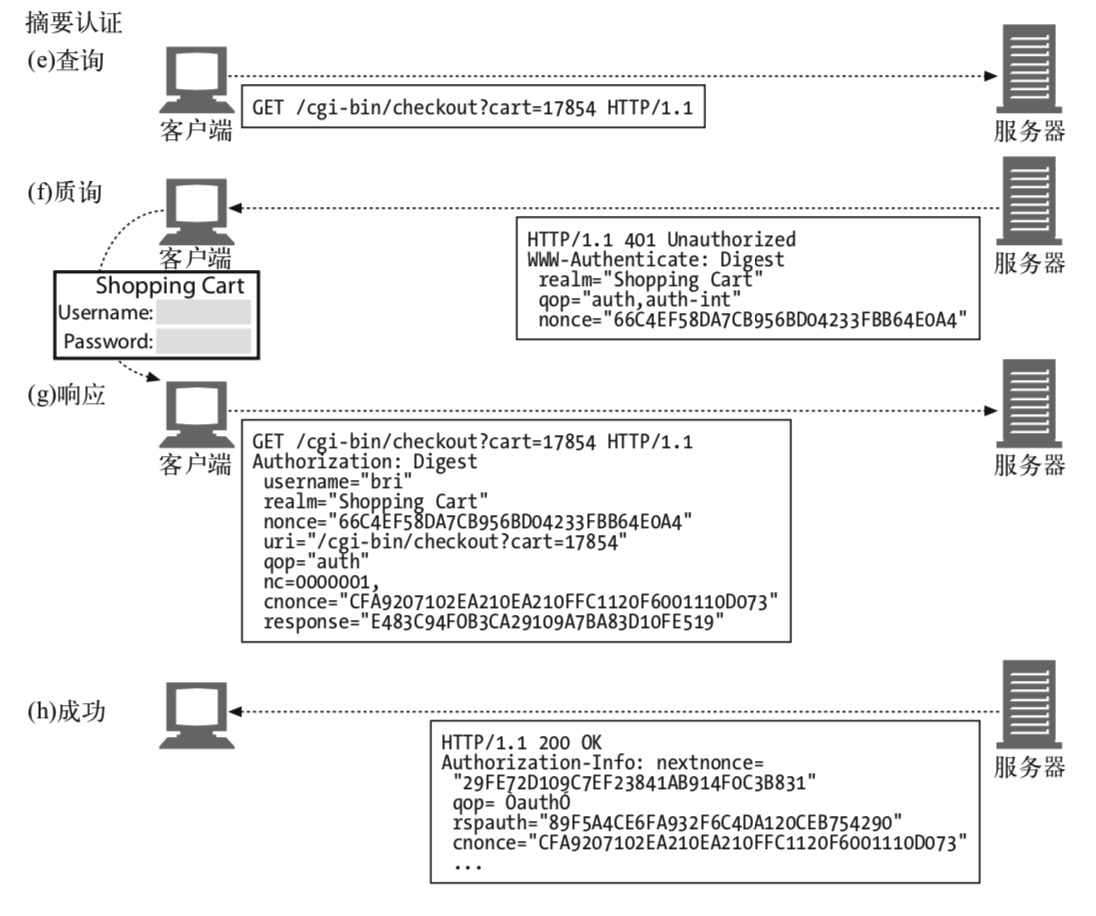 摘要认证
(e)查询
GET /cgi-bin/checkout?cart=17854 HTTP/1.1
客户端
服务器
(f)质询
客户端
服务器
HTTP/1.1 401 Unauthorized
WWW-Authenticate: Digest
realm="Shopping Cart"
qop="auth,auth-int"
nonce="66C4EF58DA7CB956BD04233FBB64E0A4"
Shopping Cart
Username:
Password:
(g)响应
客户端
服务器
GET /cgi-bin/checkout?cart=17854 HTTP/1.1
Authorization: Digest
username="bri"
realm="Shopping Cart"
nonce="66C4EF58DA7CB956BD04233FBB64E0A4"
uri="/cgi-bin/checkout?cart=17854"
qop="auth"
nc=0000001,
cnonce="CFA9207102EA210EA210FFC1120F6001110D073"
response="E483C94F0B3CA29109A7BA83D10FE519"
(h)成功
服务器
HTTP/1.1 200 OK
Authorization-Info: nextnonce=
"29FE72D109C7EF23841AB914F0C3B831"
qop= ÒauthÓ
rspauth="89F5A4CE6FA932F6C4DA120CEB754290"
cnonce="CFA9207102EA210EA210FFC1120F6001110D073"
...